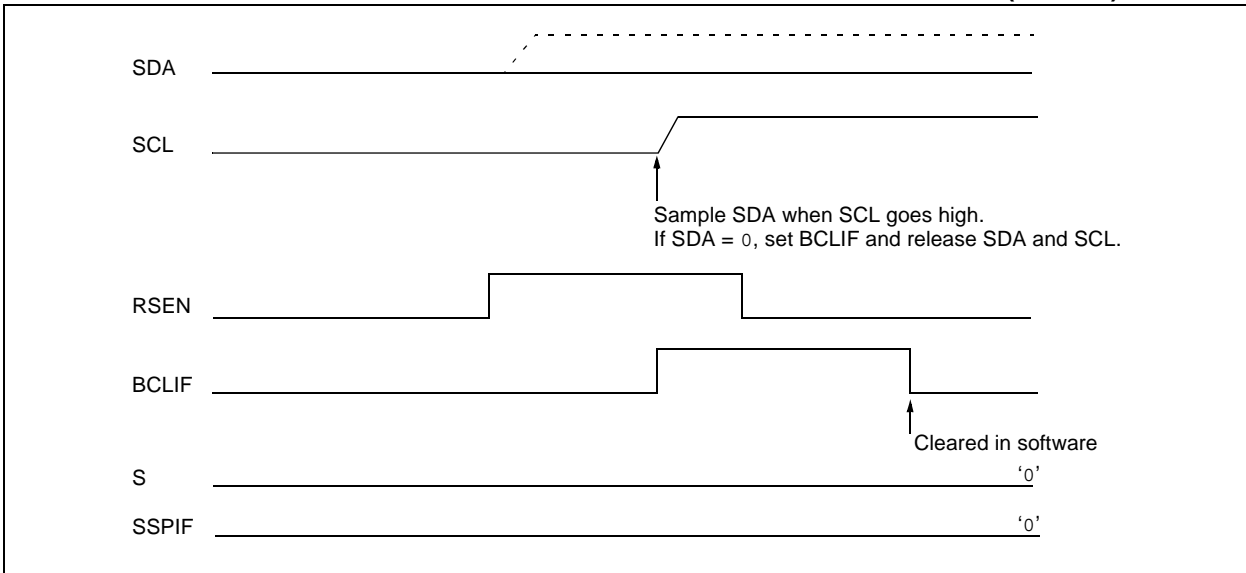 SDA
SCL
Sample SDA when SCL goes high.
If SDA = 0, set BCLIF and release SDA and SCL.
RSEN
BCLIF
Cleared in software
S
‘0’
SSPIF
‘0’